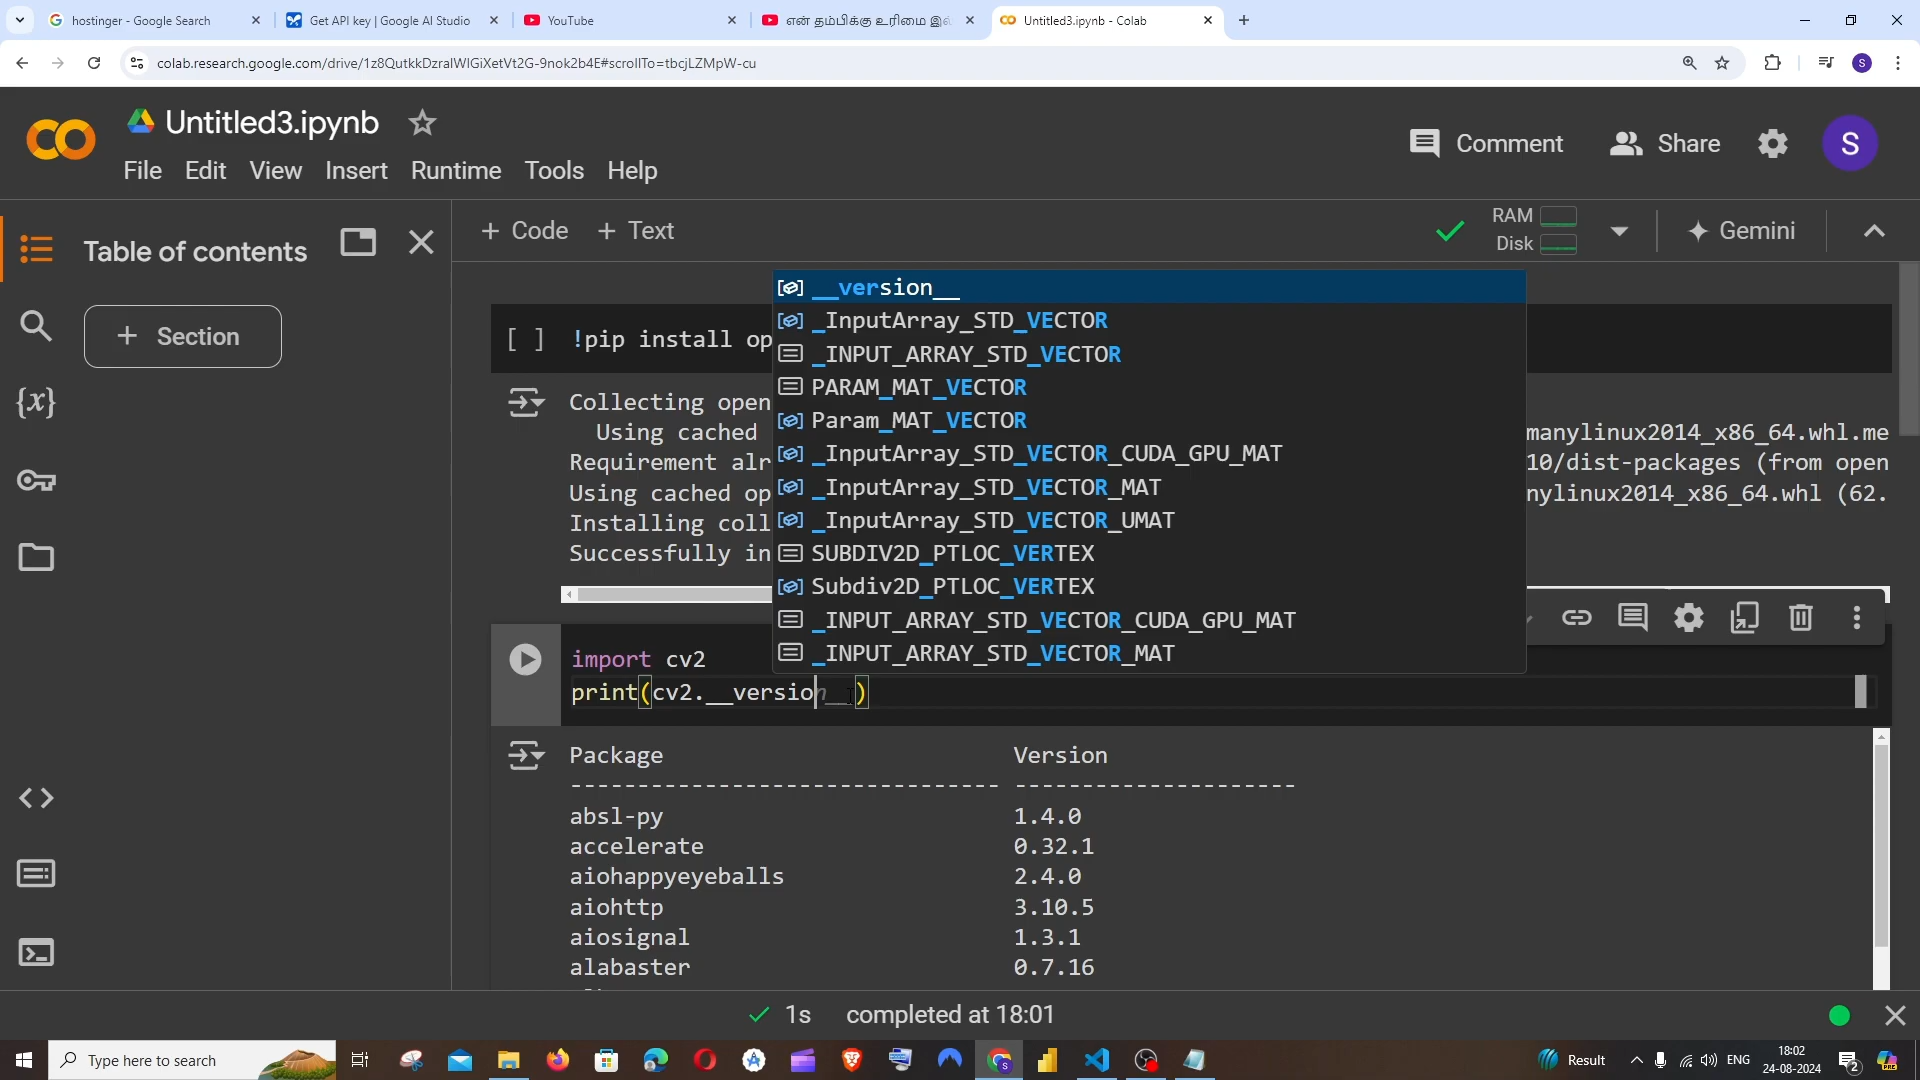 hostinger - Google Search
Get API key | Google AI Studio
YouTube
என் தம்பிக்கு உரிமை இல்
Untitled3.ipynb - Colab
colab.research.google.com/drive/1z8QutkkDzraIWIGiXetVt2G-9nok2b4E#scrollTo=tbcjLZMpW-cu
S
Untitled3.ipynb
Comment
Share
S
File Edit View Insert Runtime Tools Help
Table of contents
+ Code + Text
RAM
Disk
Gemini
+ Section
{x}
__version__
_InputArray_STD_VECTOR
_INPUT_ARRAY_STD_VECTOR
PARAM_MAT_VECTOR
Param_MAT_VECTOR
_InputArray_STD_VECTOR_CUDA_GPU_MAT
_InputArray_STD_VECTOR_MAT
_InputArray_STD_VECTOR_UMAT
SUBDIV2D_PTLOC_VERTEX
Subdiv2D_PTLOC_VERTEX
_INPUT_ARRAY_STD_VECTOR_CUDA_GPU_MAT
_INPUT_ARRAY_STD_VECTOR_MAT
[ ] !pip install op
Collecting open
Using cached manylinux2014_x86_64.whl.me
Requirement alr 10/dist-packages (from open
Using cached op nylinux2014_x86_64.whl (62.
Installing coll
Successfully in
import cv2
print(cv2.__version__)
Package Version
-------------------------------- ---------------------
absl-py 1.4.0
accelerate 0.32.1
aiohappyeyeballs 2.4.0
aiohttp 3.10.5
aiosignal 1.3.1
alabaster 0.7.16
1s completed at 18:01
Type here to search
Result
ENG
18:02
24-08-2024
2